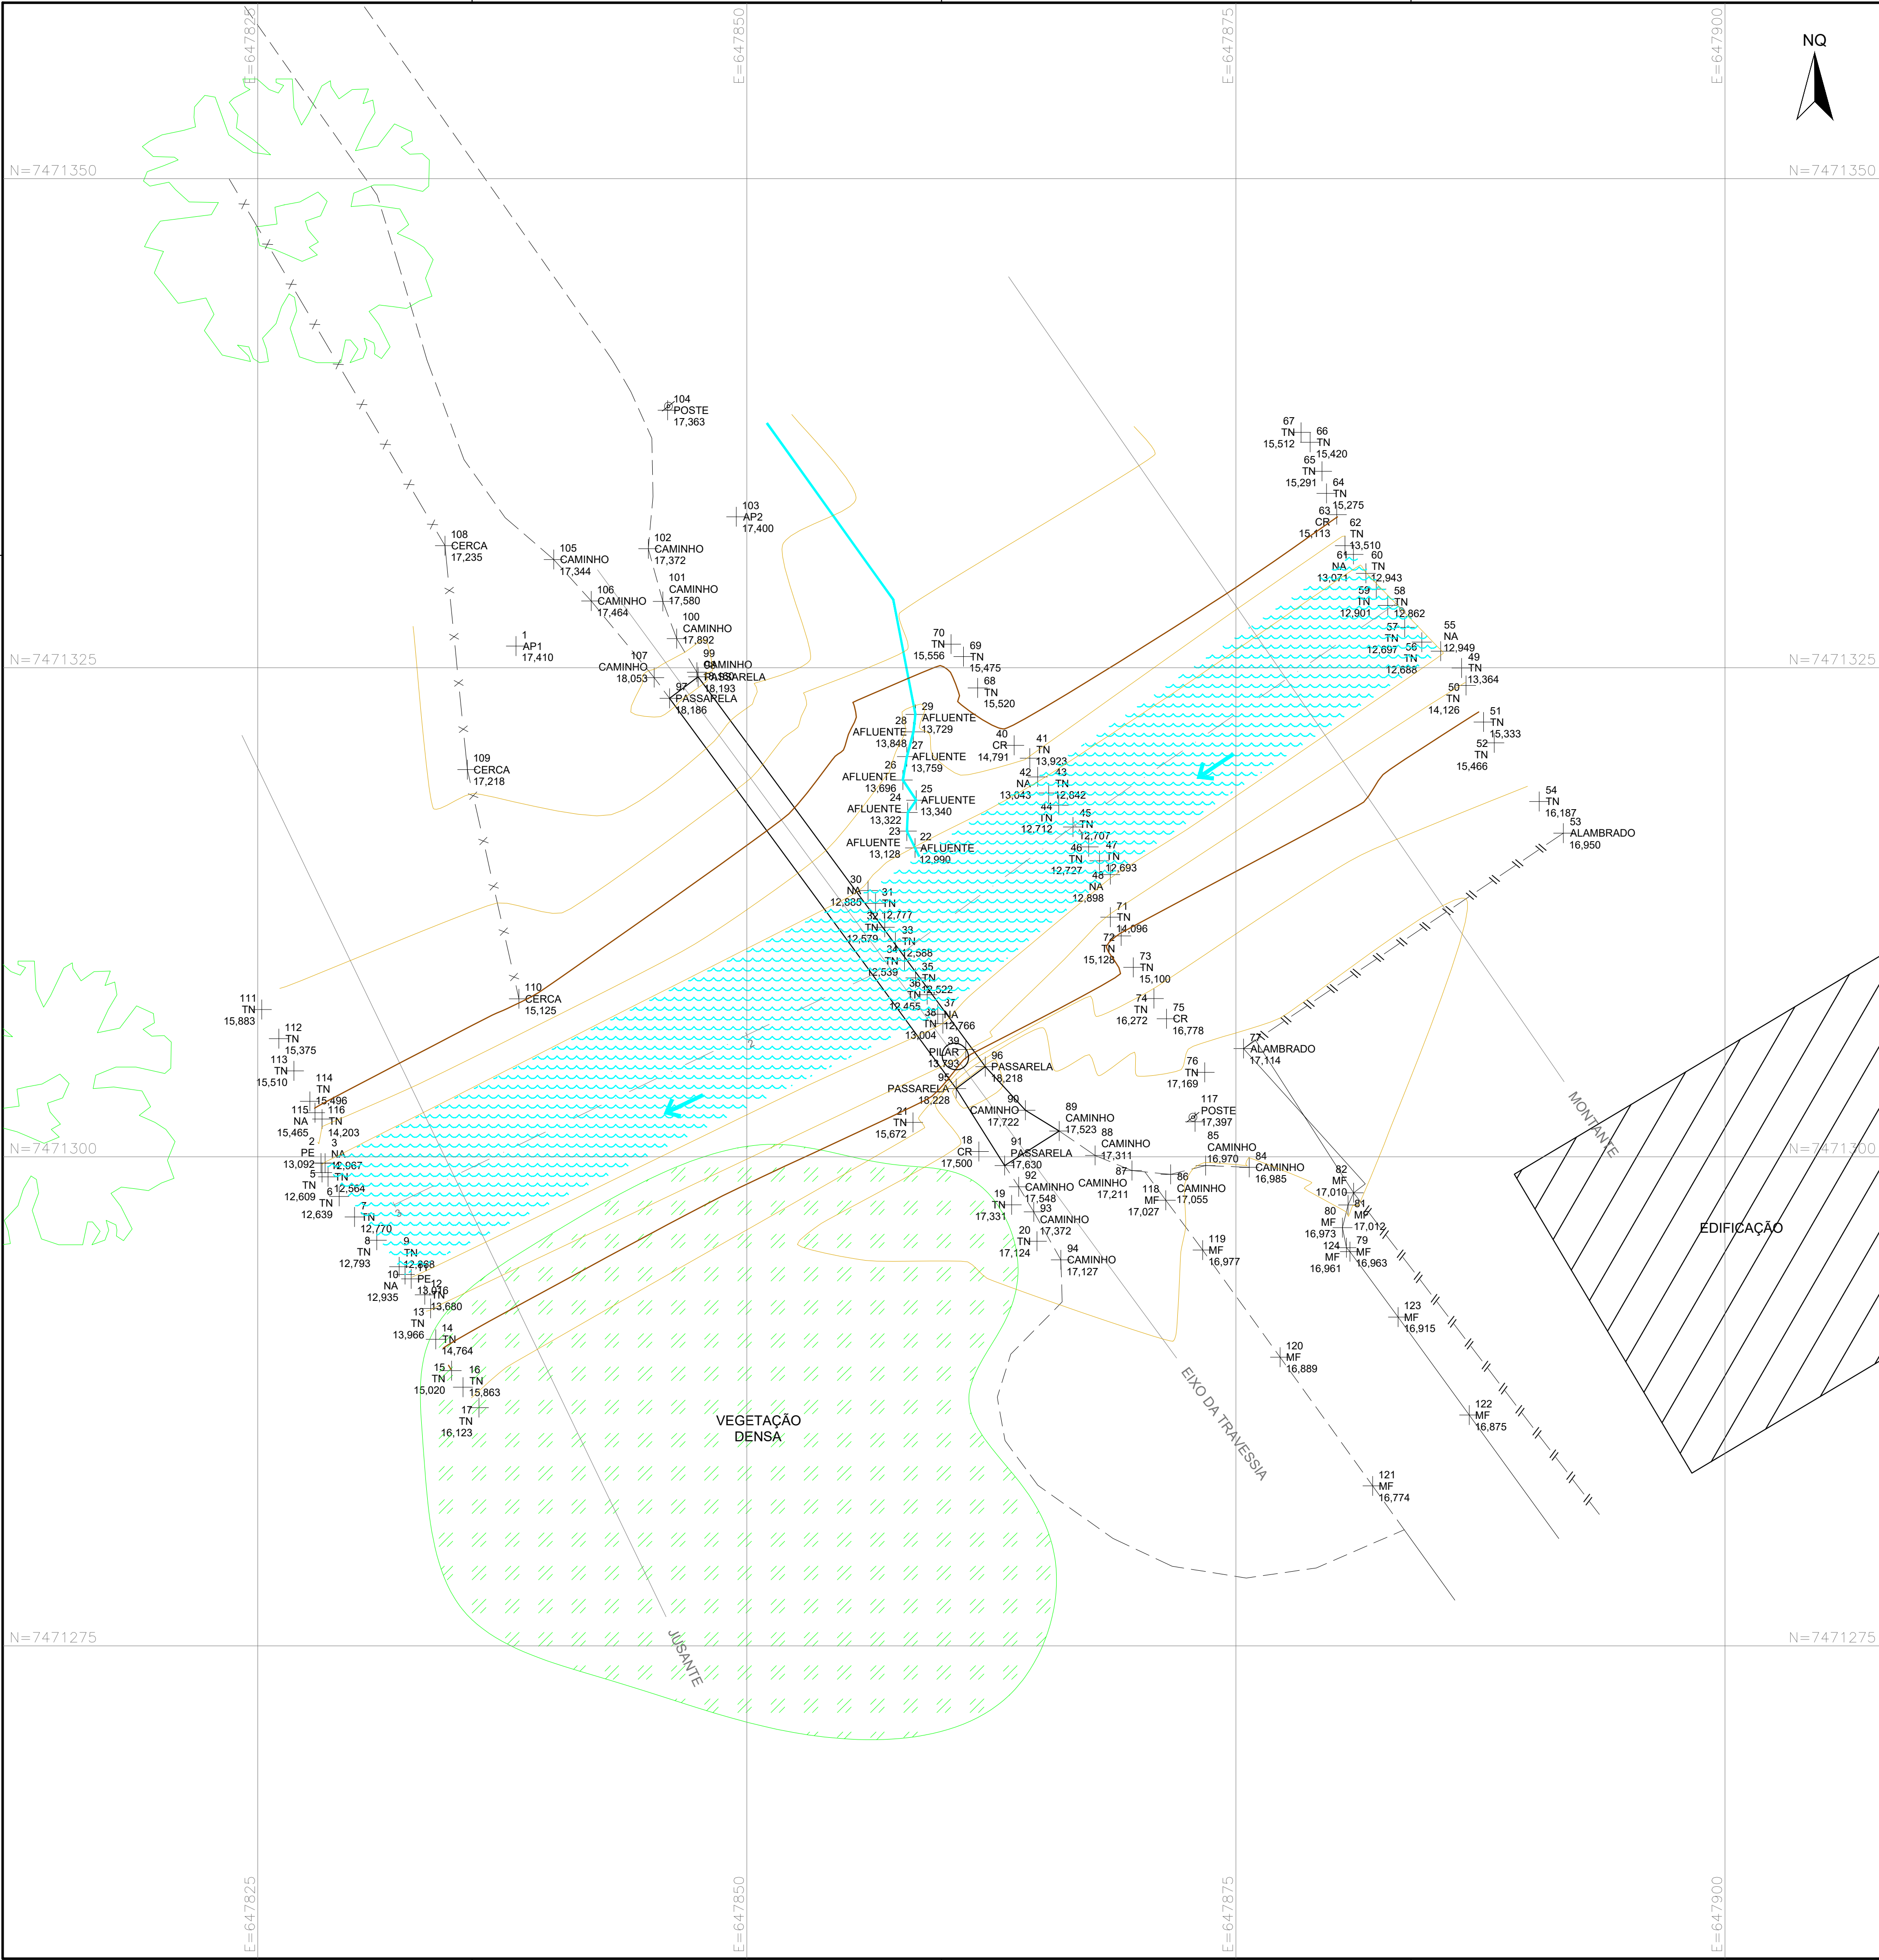 E=647825
E=647850
E=647875
E=647900
NQ
N=7471350
N=7471350
104
POSTE
17,363
67
TN
15,512
66
TN
15,420
65
TN
15,291
64
TN
15,275
63
CR
15,113
62
TN
13,510
61
NA
13,071
60
TN
12,943
59
TN
12,901
58
TN
12,862
57
TN
12,697
56
TN
12,688
55
NA
12,949
49
TN
13,364
50
TN
14,126
51
TN
15,333
52
TN
15,466
54
TN
16,187
53
ALAMBRADO
16,950
103
AP2
17,400
102
CAMINHO
17,372
108
CERCA
17,235
105
CAMINHO
17,344
101
CAMINHO
17,580
106
CAMINHO
17,464
100
CAMINHO
17,892
1
AP1
17,410
99
CAMINHO
107
CAMINHO
18,053
PASSARELA
18,193
97
PASSARELA
18,186
N=7471325
N=7471325
70
TN
15,556
69
TN
15,475
68
TN
15,520
29
AFLUENTE
13,729
28
AFLUENTE
13,848
27
AFLUENTE
13,759
26
AFLUENTE
13,696
25
AFLUENTE
13,340
24
AFLUENTE
13,322
23
AFLUENTE
13,128
22
AFLUENTE
12,990
40
CR
14,791
41
TN
13,923
42
NA
13,043
43
TN
12,842
44
TN
12,712
45
TN
12,707
46
TN
12,727
47
TN
12,693
48
NA
12,898
109
CERCA
17,218
30
NA
12,885
31
TN
12,777
32
TN
12,579
33
TN
12,588
34
TN
12,539
35
TN
12,522
36
TN
12,455
37
NA
12,766
38
TN
13,004
39
PILAR
13,793
71
TN
14,096
72
TN
15,128
73
TN
15,100
74
TN
16,272
75
CR
16,778
76
TN
17,169
77
ALAMBRADO
17,114
110
CERCA
15,125
111
TN
15,883
112
TN
15,375
113
TN
15,510
114
TN
15,496
115
NA
15,465
116
TN
14,203
96
PASSARELA
18,218
95
PASSARELA
18,228
90
CAMINHO
17,722
89
CAMINHO
17,523
117
POSTE
17,397
21
TN
15,672
18
CR
17,500
91
PASSARELA
17,630
88
CAMINHO
17,311
85
CAMINHO
16,970
84
CAMINHO
16,985
87
CAMINHO
17,211
86
CAMINHO
17,055
118
MF
17,027
MONTANTE
N=7471300
N=7471300
2
PE
13,092
3
NA
12,967
5
TN
12,609
TN
12,564
6
TN
12,639
7
TN
12,770
8
TN
12,793
9
TN
10
NA
12,935
11
PE
13,016
12
TN
13,680
13
TN
13,966
14
TN
14,764
15
TN
15,020
16
TN
15,863
17
TN
16,123
92
CAMINHO
17,548
19
TN
17,331
93
CAMINHO
17,372
20
TN
17,124
94
CAMINHO
17,127
82
MF
17,010
81
MF
17,012
80
MF
16,973
79
MF
16,963
124
MF
16,961
119
MF
16,977
EDIFICAÇÃO
123
MF
16,915
120
MF
16,889
122
MF
16,875
121
MF
16,774
VEGETAÇÃO
DENSA
EIXO DA TRAVESSIA
JUSANTE
N=7471275
N=7471275
E=647825
E=647850
E=647875
E=647900